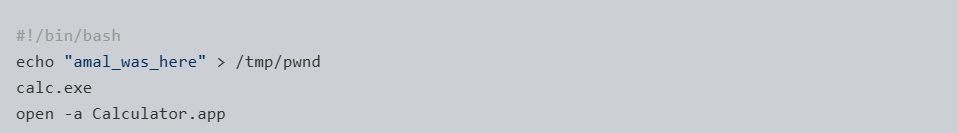 #!/bin/bash
echo "amal_was_here" > /tmp/pwnd
calc.exe
open -a Calculator.app